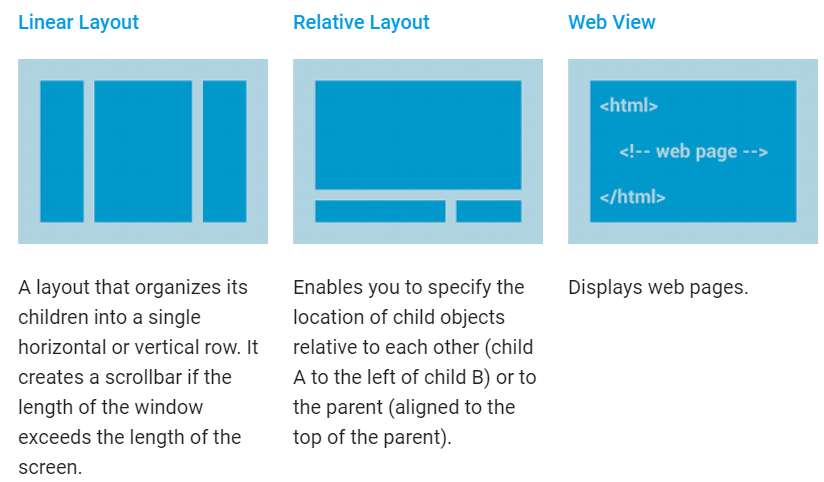 Linear Layout
A layout that organizes its
children into a single
horizontal or vertical row. It
creates a scrollbar if the
length of the window
exceeds the length of the
screen.
Relative Layout
Enables you to specify the
location of child objects
relative to each other (child
A to the left of child B) or to
the parent (aligned to the
top of the parent).
Web View
<html>
<!-- web page -->
</html>
Displays web pages.